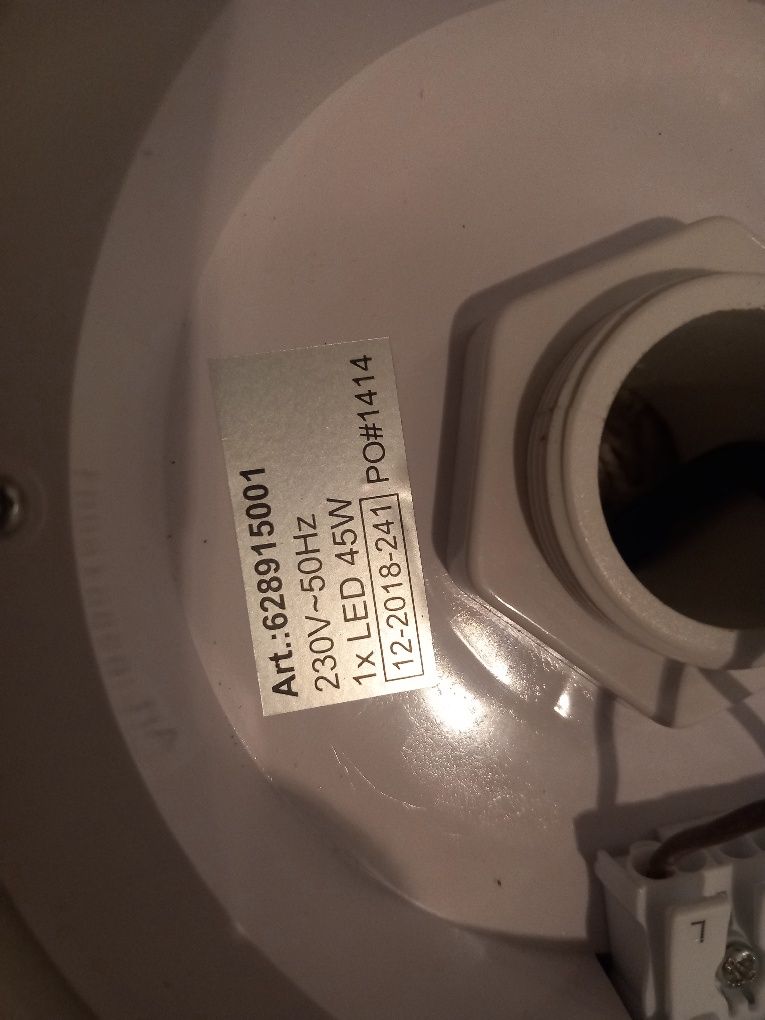 Art.:628915001
230V~50Hz
1x LED 45W
12-2018-241 PO#1414
L